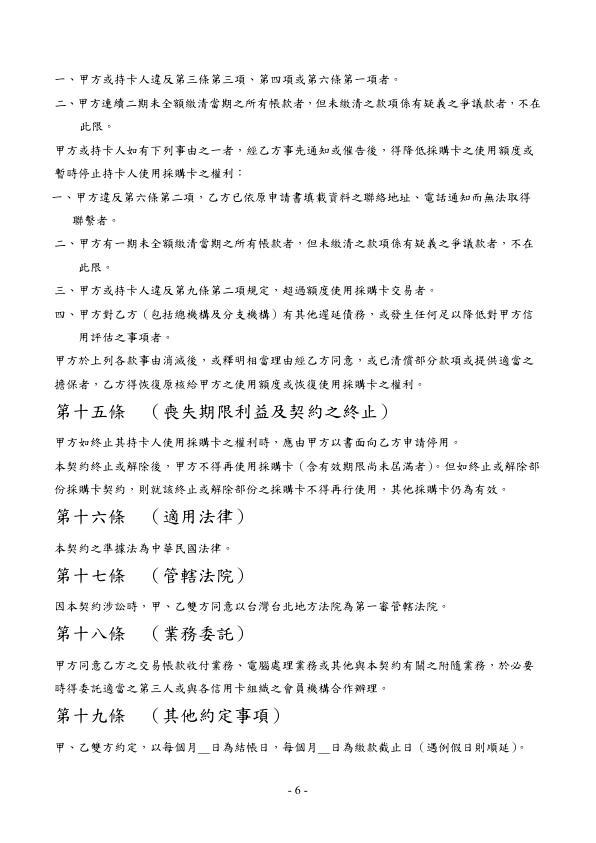 一、甲方或持卡人違反第三條第三項、第四項或第六條第一項者。
二、甲方連續二期未全額繳清當期之所有帳款者，但未繳清之款項係有疑義之爭議款者，不在
此限。
甲方或持卡人如有下列事由之一者，經乙方事先通知或催告後，得降低採購卡之使用額度或
暫時停止持卡人使用採購卡之權利：
一、甲方違反第六條第二項，乙方已依原申請書填載資料之聯絡地址、電話通知而無法取得
聯繫者。
二、甲方有一期未全額繳清當期之所有帳款者，但未繳清之款項係有疑義之爭議款者，不在
此限。
三、甲方或持卡人違反第九條第二項規定，超過額度使用採購卡交易者。
四、甲方對乙方（包括總機構及分支機構）有其他遲延債務，或發生任何足以降低對甲方信
用評估之事項者。
甲方於上列各款事由消滅後，或釋明相當理由經乙方同意，或已清償部分款項或提供適當之
擔保者，乙方得恢復原核給甲方之使用額度或恢復使用採購卡之權利。
第十五條　（喪失期限利益及契約之終止）
甲方如終止其持卡人使用採購卡之權利時，應由甲方以書面向乙方申請停用。
本契約終止或解除後，甲方不得再使用採購卡（含有效期限尚未屆滿者）。但如終止或解除部
份採購卡契約，則就該終止或解除部份之採購卡不得再行使用，其他採購卡仍為有效。
第十六條　（適用法律）
本契約之準據法為中華民國法律。
第十七條　（管轄法院）
因本契約涉訟時，甲、乙雙方同意以台灣台北地方法院為第一審管轄法院。
第十八條　（業務委託）
甲方同意乙方之交易帳款收付業務、電腦處理業務或其他與本契約有關之附隨業務，於必要
時得委託適當之第三人或與各信用卡組織之會員機構合作辦理。
第十九條　（其他約定事項）
甲、乙雙方約定，以每個月__日為結帳日，每個月__日為繳款截止日（遇例假日則順延）。
- 6 -